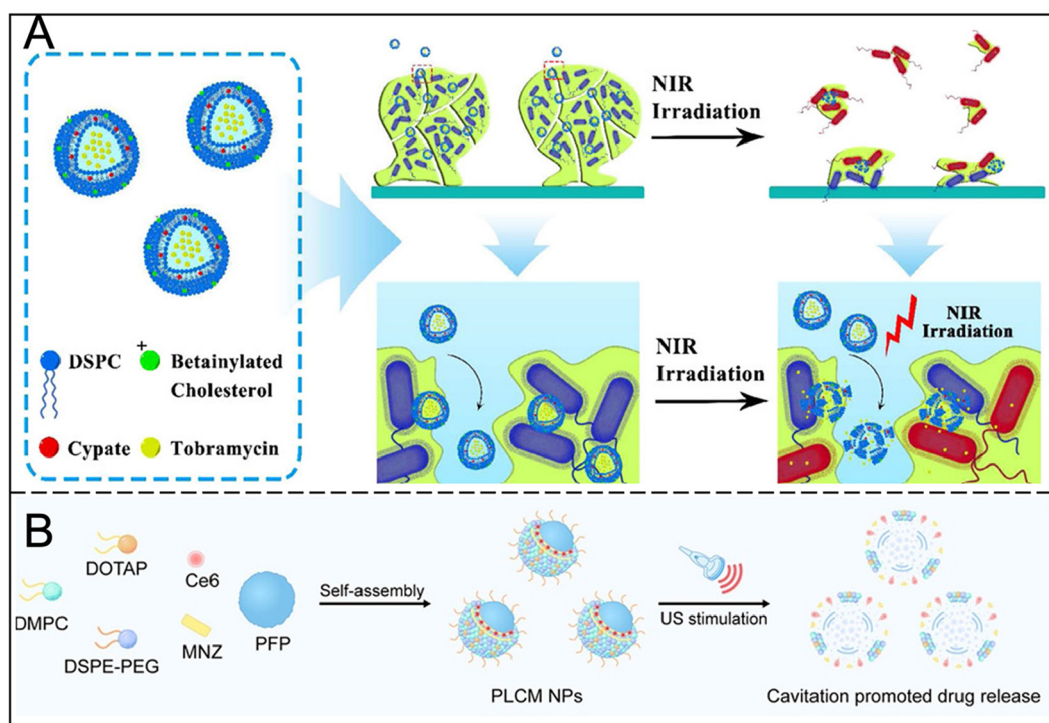 A
NIR
Irradiation
DSPC
+
Betainylated
Cholesterol
Cypate
Tobramycin
NIR
Irradiation
NIR
Irradiation
B
DOTAP
Ce6
DMPC
DSPE-PEG
MNZ
PFP
Self-assembly
PLCM NPs
US stimulation
Cavitation promoted drug release